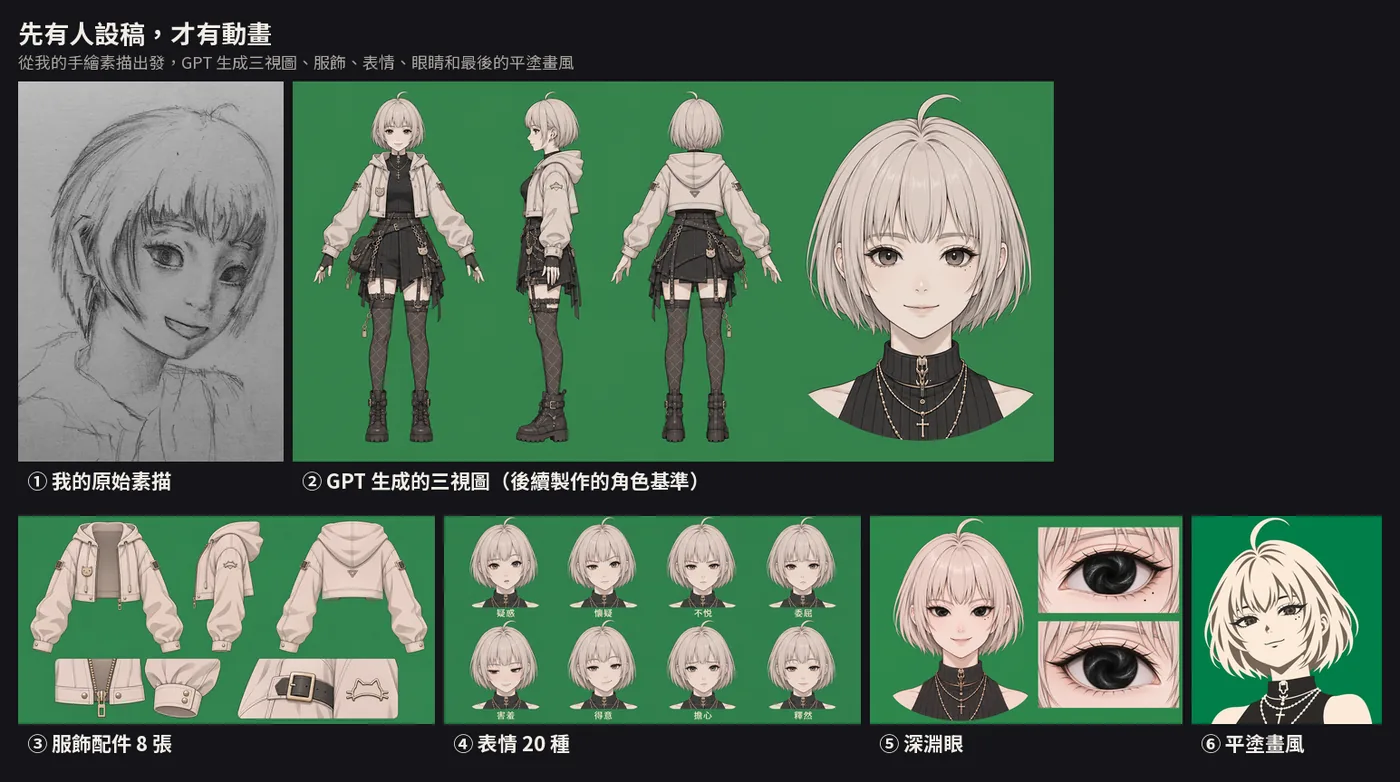 先有人設稿，才有動畫
從我的手繪素描出發，GPT 生成三視圖、服飾、表情、眼睛和最後的平塗畫風
① 我的原始素描
② GPT 生成的三視圖（後續製作的角色基準）
疑惑
懷疑
不悅
委屈
害羞
得意
擔心
釋然
③ 服飾配件 8 張
④ 表情 20 種
⑤ 深淵眼
⑥ 平塗畫風